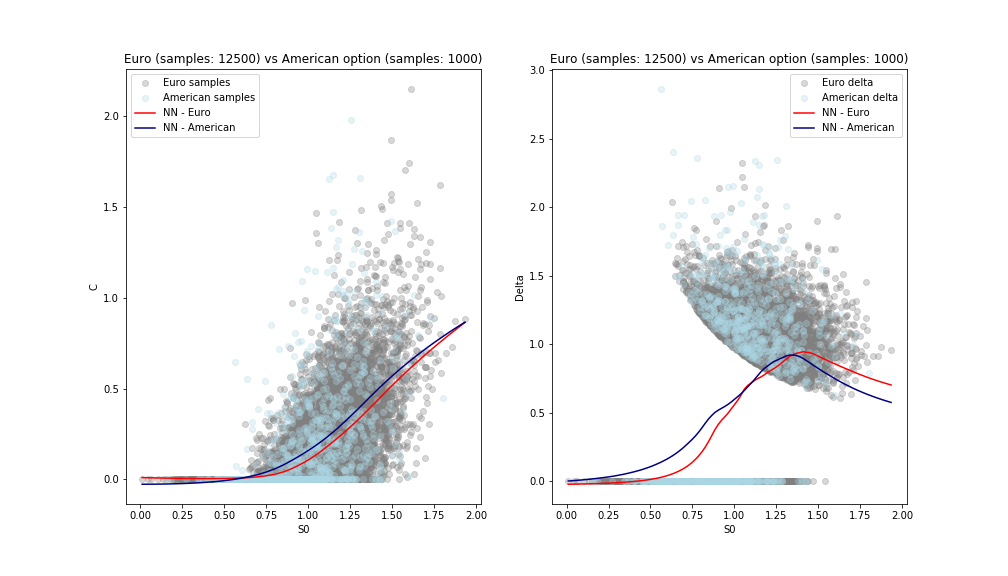 Euro (samples: 12500) vs American option (samples: 1000)
Euro samples
American samples
NN - Euro
NN - American
2.0
1.5
1.0
0.5
0.0
C
0.00 0.25 0.50 0.75 1.00 1.25 1.50 1.75 2.00
S0
Euro (samples: 12500) vs American option (samples: 1000)
Euro delta
American delta
NN - Euro
NN - American
3.0
2.5
2.0
1.5
1.0
0.5
0.0
Delta
0.00 0.25 0.50 0.75 1.00 1.25 1.50 1.75 2.00
S0